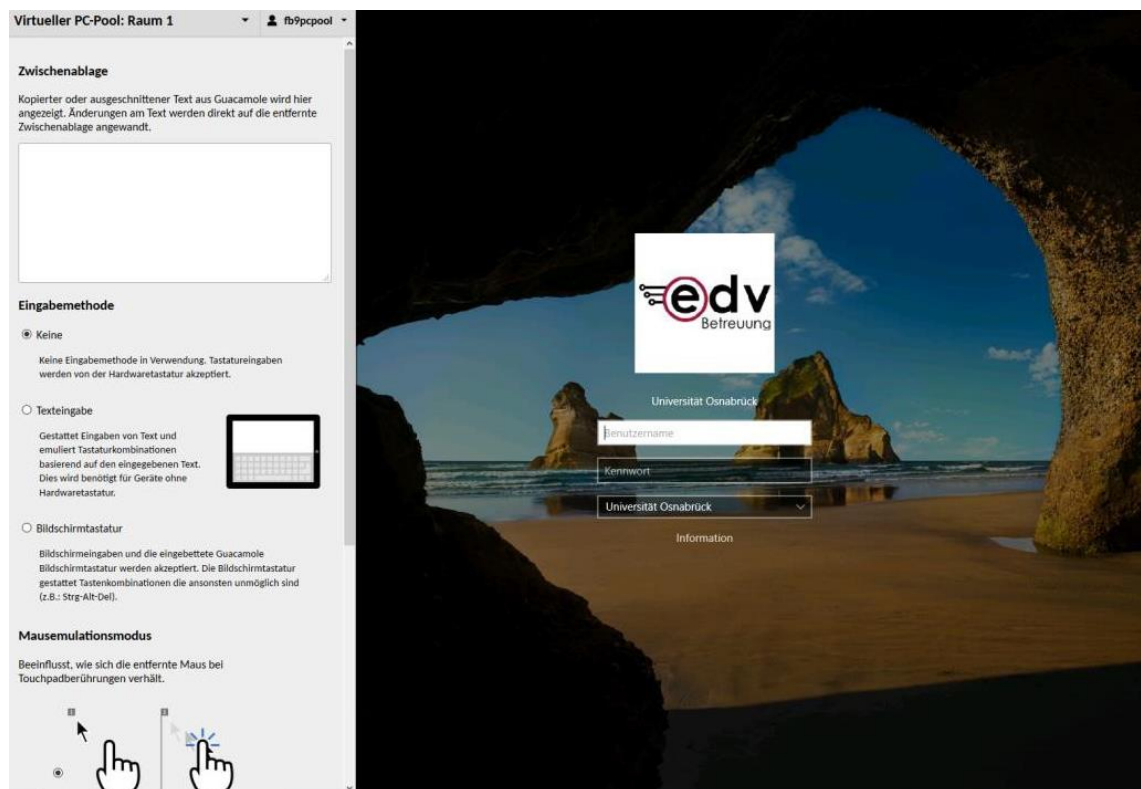 Virtueller PC-Pool: Raum 1
fb9pcpool
Zwischenablage
Kopierter oder ausgeschnittener Text aus Guacamole wird hier
angezeigt. Änderungen am Text werden direkt auf die entfernte
Zwischenablage angewandt.
Eingabemethode
Keine
Keine Eingabemethode in Verwendung. Tastatureingaben
werden von der Hardwaretastatur akzeptiert.
Texteingabe
Gestattet Eingaben von Text und
emuliert Tastaturkombinationen
basierend auf den eingegebenen Text.
Dies wird benötigt für Geräte ohne
Hardwaretastatur.
Bildschirmtastatur
Bildschirmeingaben und die eingebettete Guacamole
Bildschirmtastatur werden akzeptiert. Die Bildschirmtastatur
gestattet Tastenkombinationen die ansonsten unmöglich sind
(z.B.: Strg-Alt-Del).
Mausemulationsmodus
Beeinflusst, wie sich die entfernte Maus bei
Touchpadberührungen verhält.
1
2
edv
Betreuung
Universität Osnabrück
Benutzername
Kennwort
Universität Osnabrück
Information